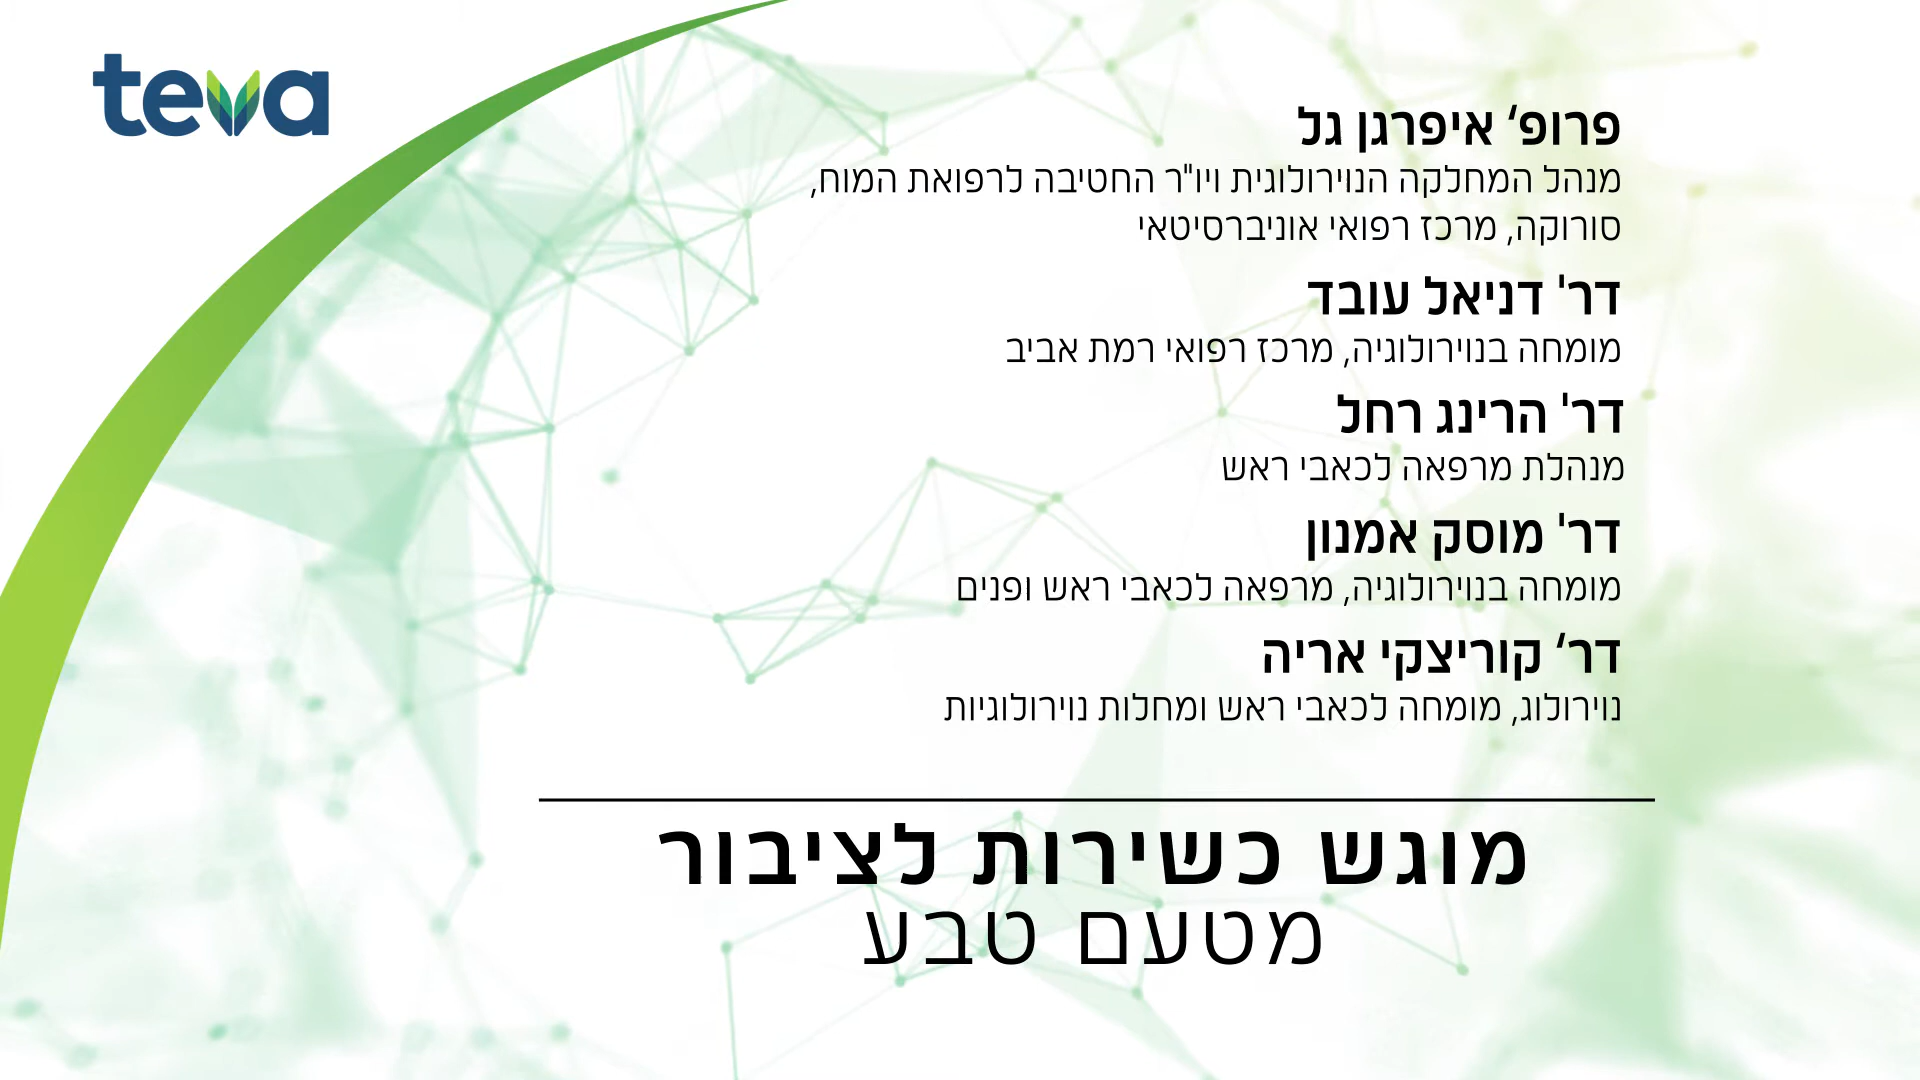 teva
פרופ‘ איפרגן גל
מנהל המחלקה הנוירולוגית ויו"ר החטיבה לרפואת המוח,
סורוקה, מרכז רפואי אוניברסיטאי
דר' דניאל עובד
מומחה בנוירולוגיה, מרכז רפואי רמת אביב
דר' הרינג רחל
מנהלת מרפאה לכאבי ראש
דר' מוסק אמנון
מומחה בנוירולוגיה, מרפאה לכאבי ראש ופנים
דר‘ קוריצקי אריה
נוירולוג, מומחה לכאבי ראש ומחלות נוירולוגיות
מוגש כשירות לציבור
מטעם טבע